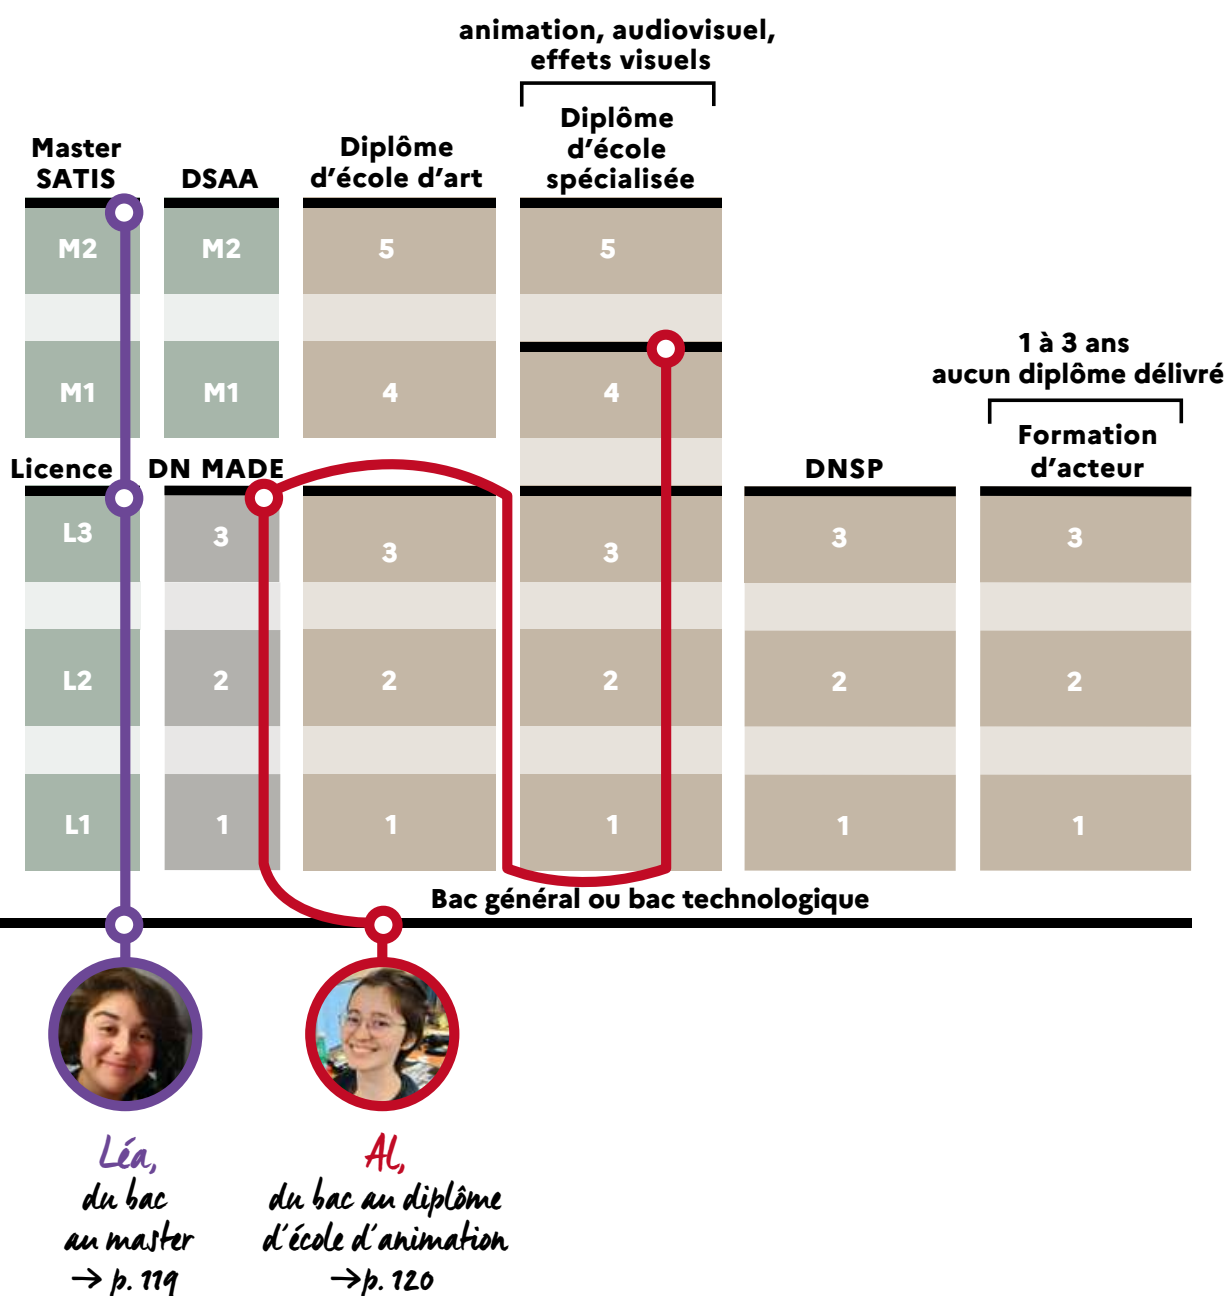 animation, audiovisuel,
effets visuels
Master
SATIS
DSAA
Diplôme
d'école d'art
Diplôme
d'école
spécialisée
M2
M2
5
5
1 à 3 ans
aucun diplôme délivré
M1
M1
4
4
Licence
DN MADE
DNSP
Formation
d'acteur
L3
3
3
3
3
3
L2
2
2
2
2
2
L1
1
1
1
1
1
Bac général ou bac technologique
Léa,
du bac
au master
→ p. 119
Al,
du bac au diplôme
d'école d'animation
→p. 120